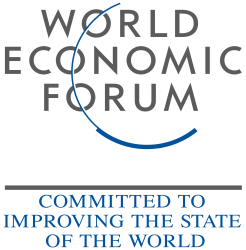 WORLD
ECONOMIC
FORUM
COMMITTED TO
IMPROVING THE STATE
OF THE WORLD